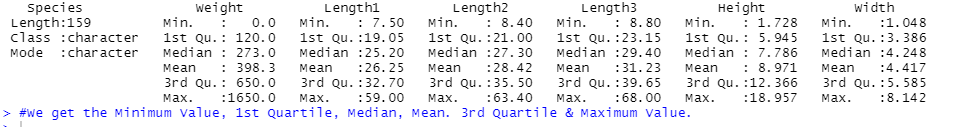 Species Weight Length1 Length2 Length3 Height Width
Length:159 Min. : 0.0 Min. : 7.50 Min. : 8.40 Min. : 8.80 Min. : 1.728 Min. :1.048
Class :character 1st Qu.: 120.0 1st Qu.:19.05 1st Qu.:21.00 1st Qu.:23.15 1st Qu.: 5.945 1st Qu.:3.386
Mode :character Median : 273.0 Median :25.20 Median :27.30 Median :29.40 Median : 7.786 Median :4.248
Mean : 398.3 Mean :26.25 Mean :28.42 Mean :31.23 Mean : 8.971 Mean :4.417
3rd Qu.: 650.0 3rd Qu.:32.70 3rd Qu.:35.50 3rd Qu.:39.65 3rd Qu.:12.366 3rd Qu.:5.585
Max. :1650.0 Max. :59.00 Max. :63.40 Max. :68.00 Max. :18.957 Max. :8.142
> #We get the Minimum Value, 1st Quartile, Median, Mean. 3rd Quartile & Maximum Value.
>